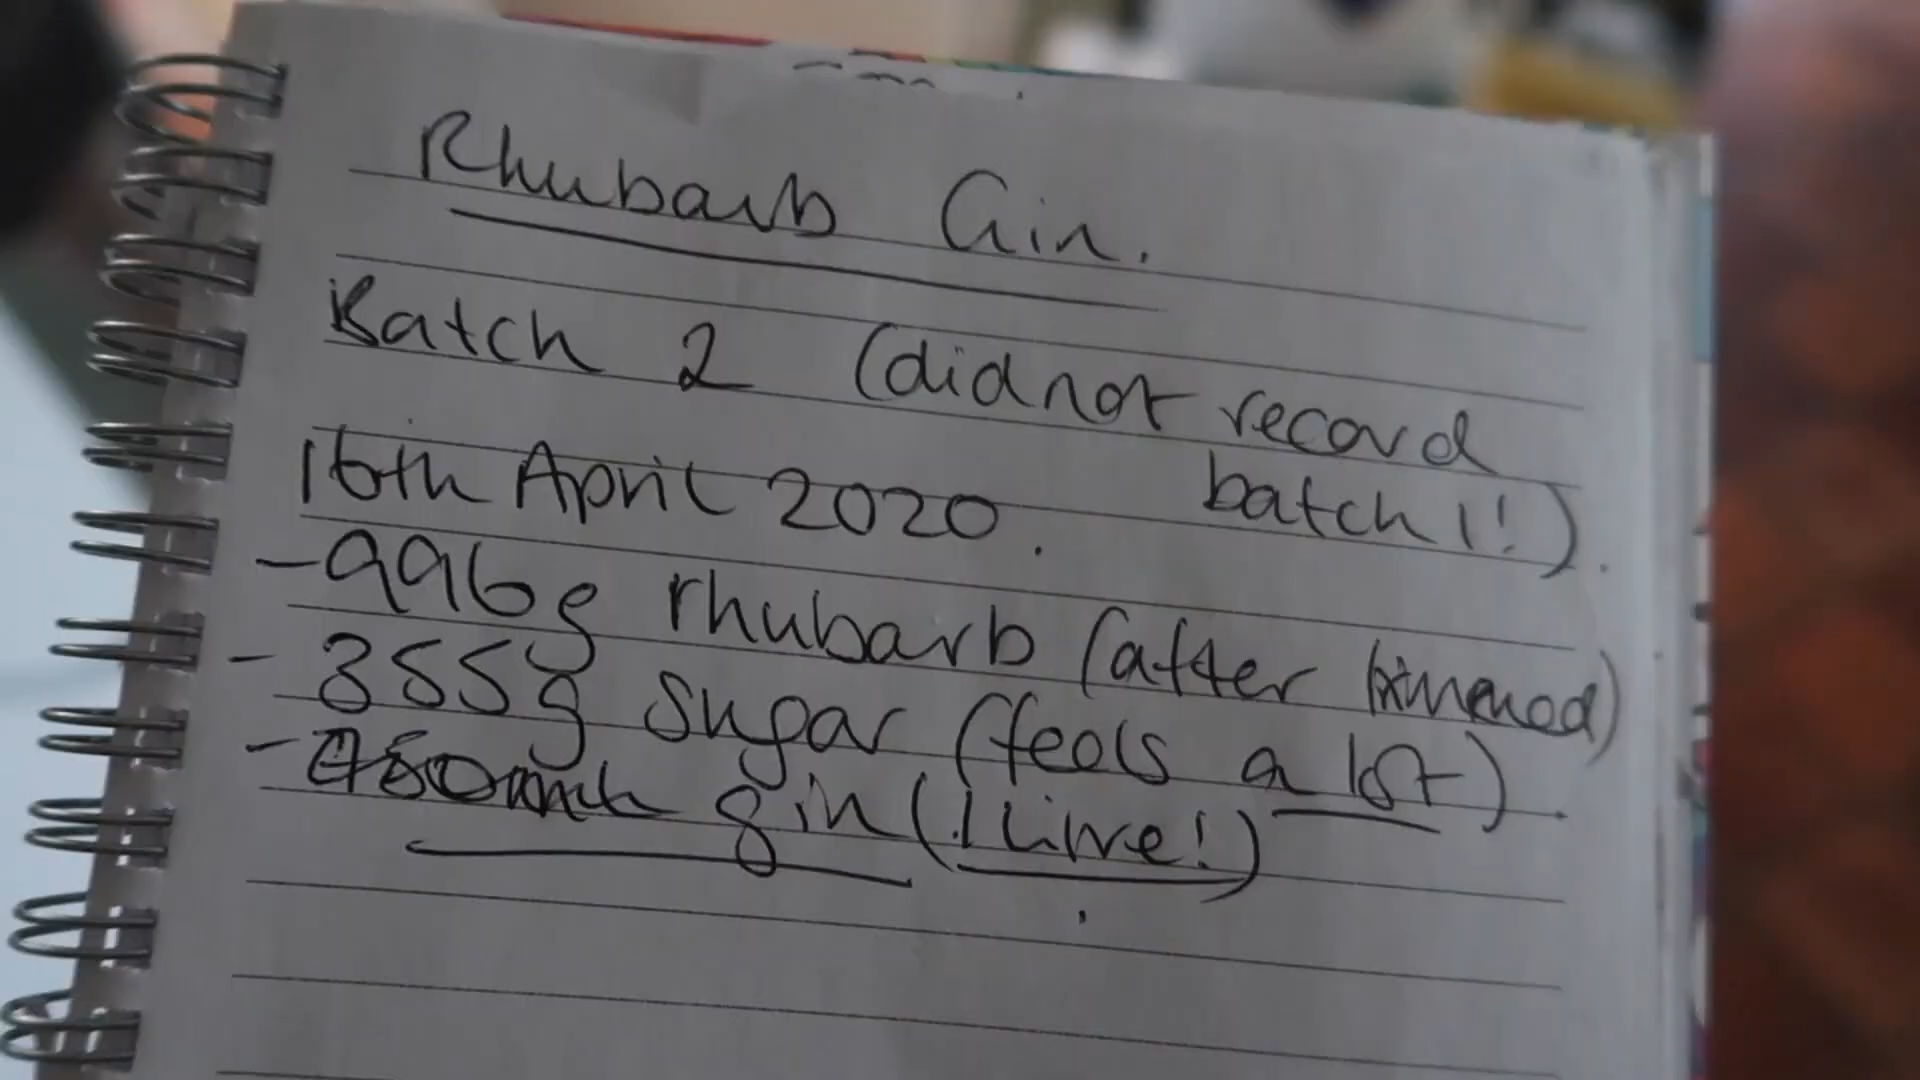 Rhubarb Gin.
Batch 2 (did not record
batch 1!).
16th April 2020.
- 996g rhubarb (after trimmed)
- 355g sugar (feels a lot)
- gin (1 Litre!)